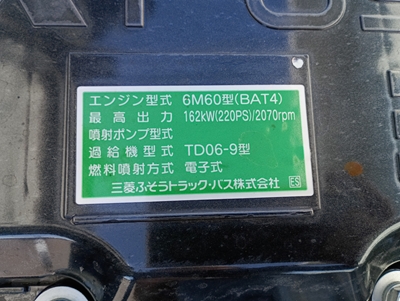 エンジン型式 6M60型(BAT4)
最高出力 162kW(220PS)/2070rpm
噴射ポンプ型式
過給機型式 TD06-9型
燃料噴射方式 電子式
三菱ふそうトラック・バス株式会社 ES